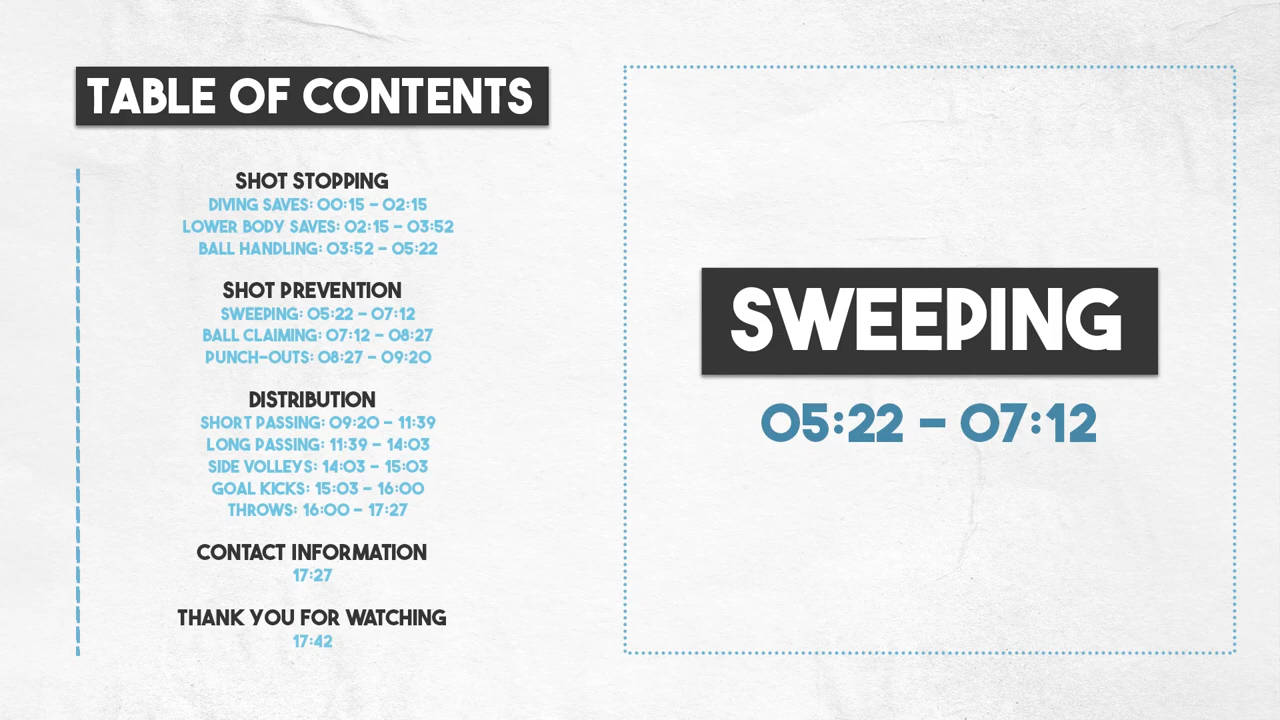 TABLE OF CONTENTS
SHOT STOPPING
DIVING SAVES: 00:15 – 02:15
LOWER BODY SAVES: 02:15 – 03:52
BALL HANDLING: 03:52 – 05:22
SHOT PREVENTION
SWEEPING: 05:22 – 07:12
BALL CLAIMING: 07:12 – 08:27
PUNCH-OUTS: 08:27 – 09:20
DISTRIBUTION
SHORT PASSING: 09:20 – 11:39
LONG PASSING: 11:39 – 14:03
SIDE VOLLEYS: 14:03 – 15:03
GOAL KICKS: 15:03 – 16:00
THROWS: 16:00 – 17:27
CONTACT INFORMATION
17:27
THANK YOU FOR WATCHING
17:42
SWEEPING
05:22 – 07:12